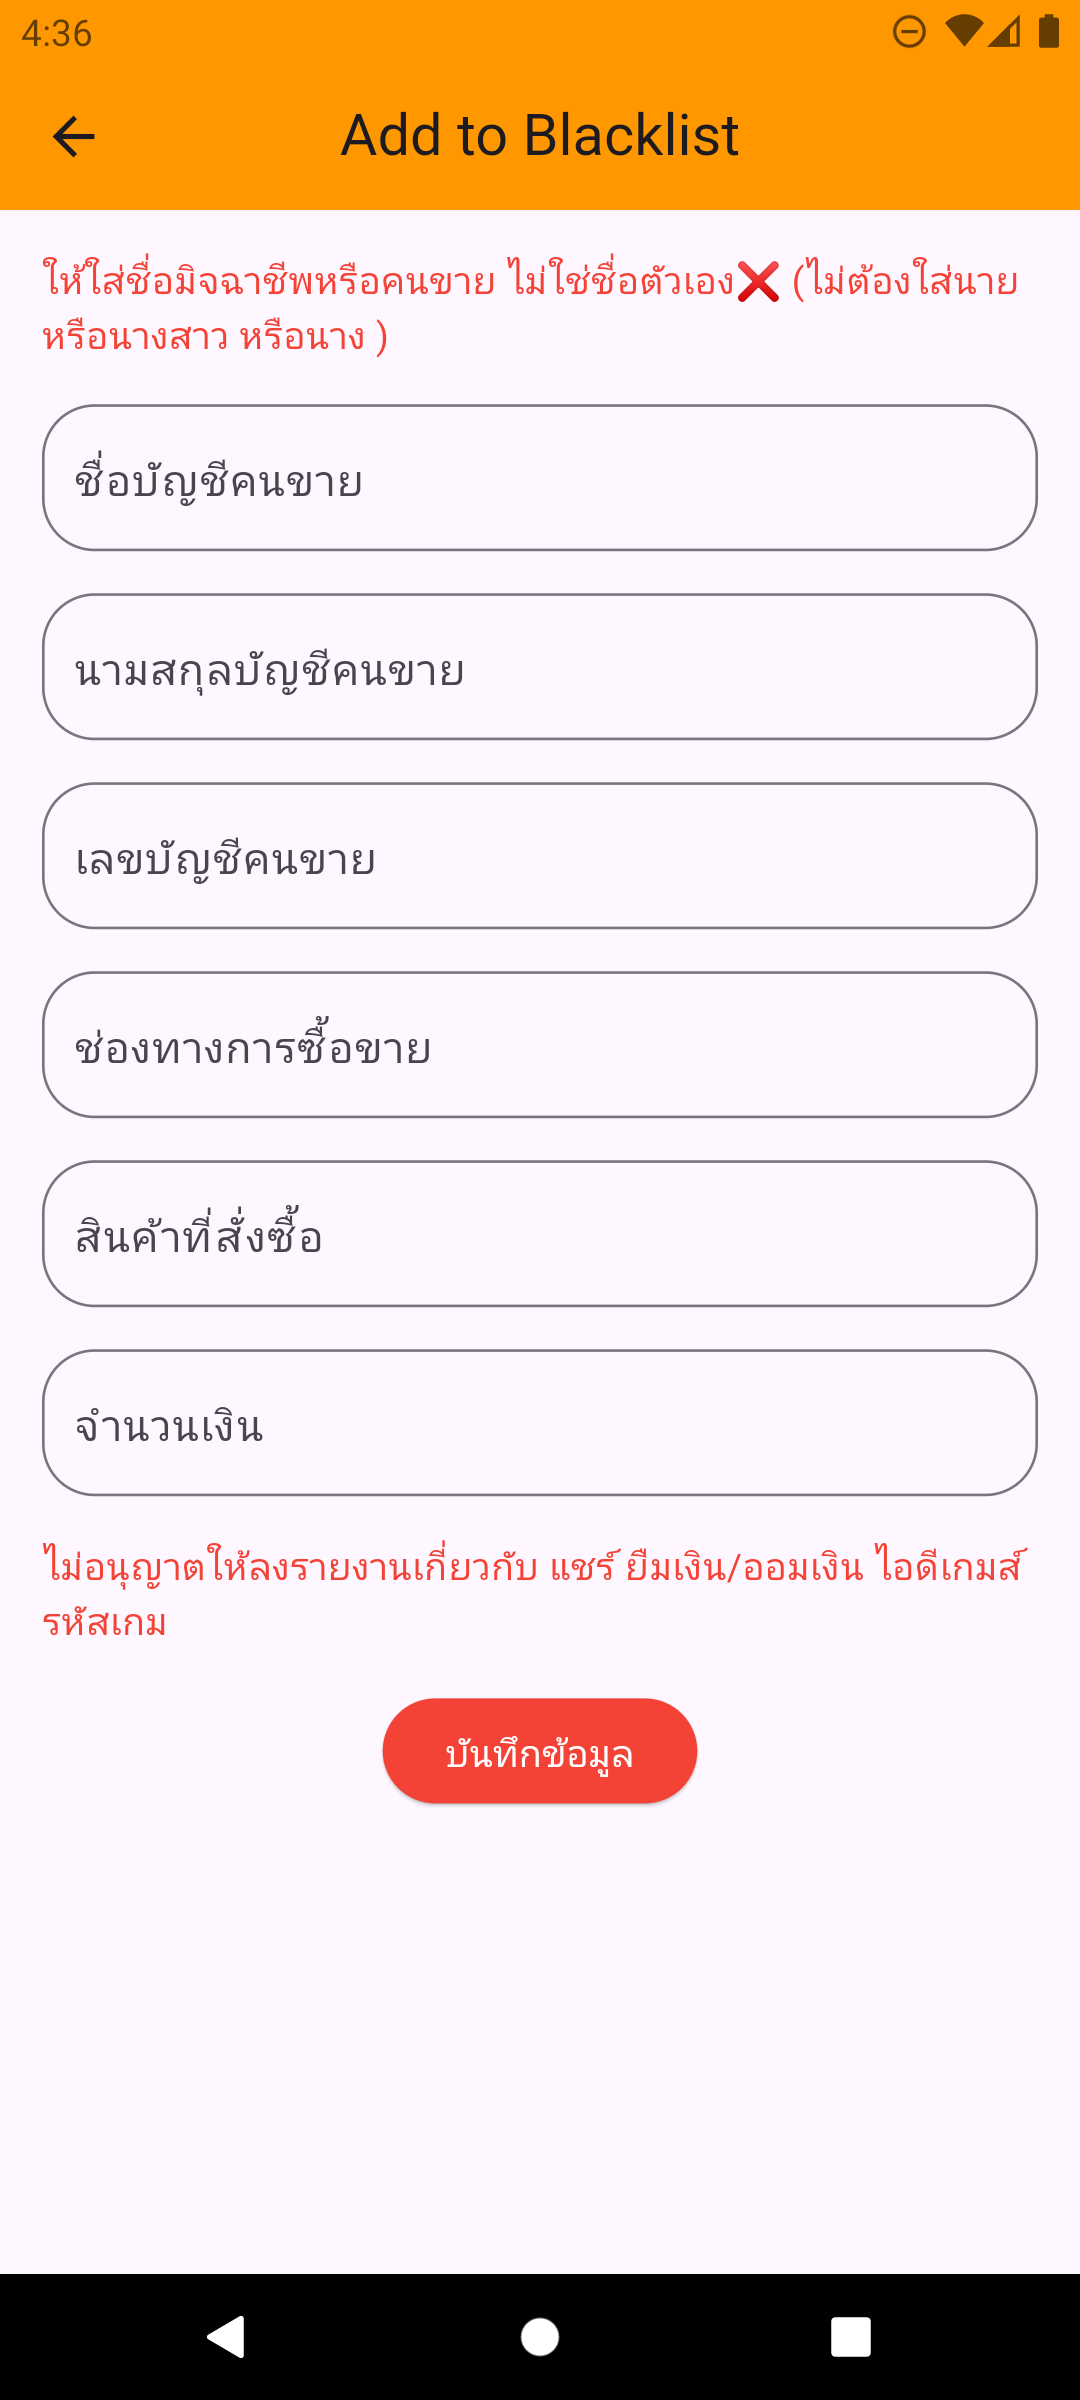 4:36
Add to Blacklist
ให้ใส่ชื่อมิจฉาชีพหรือคนขาย ไม่ใช่ชื่อตัวเอง❌ (ไม่ต้องใส่นาย
หรือนางสาว หรือนาง )
ชื่อบัญชีคนขาย
นามสกุลบัญชีคนขาย
เลขบัญชีคนขาย
ช่องทางการซื้อขาย
สินค้าที่สั่งซื้อ
จำนวนเงิน
ไม่อนุญาตให้ลงรายงานเกี่ยวกับ แชร์ ยืมเงิน/ออมเงิน ไอดีเกมส์
รหัสเกม
บันทึกข้อมูล